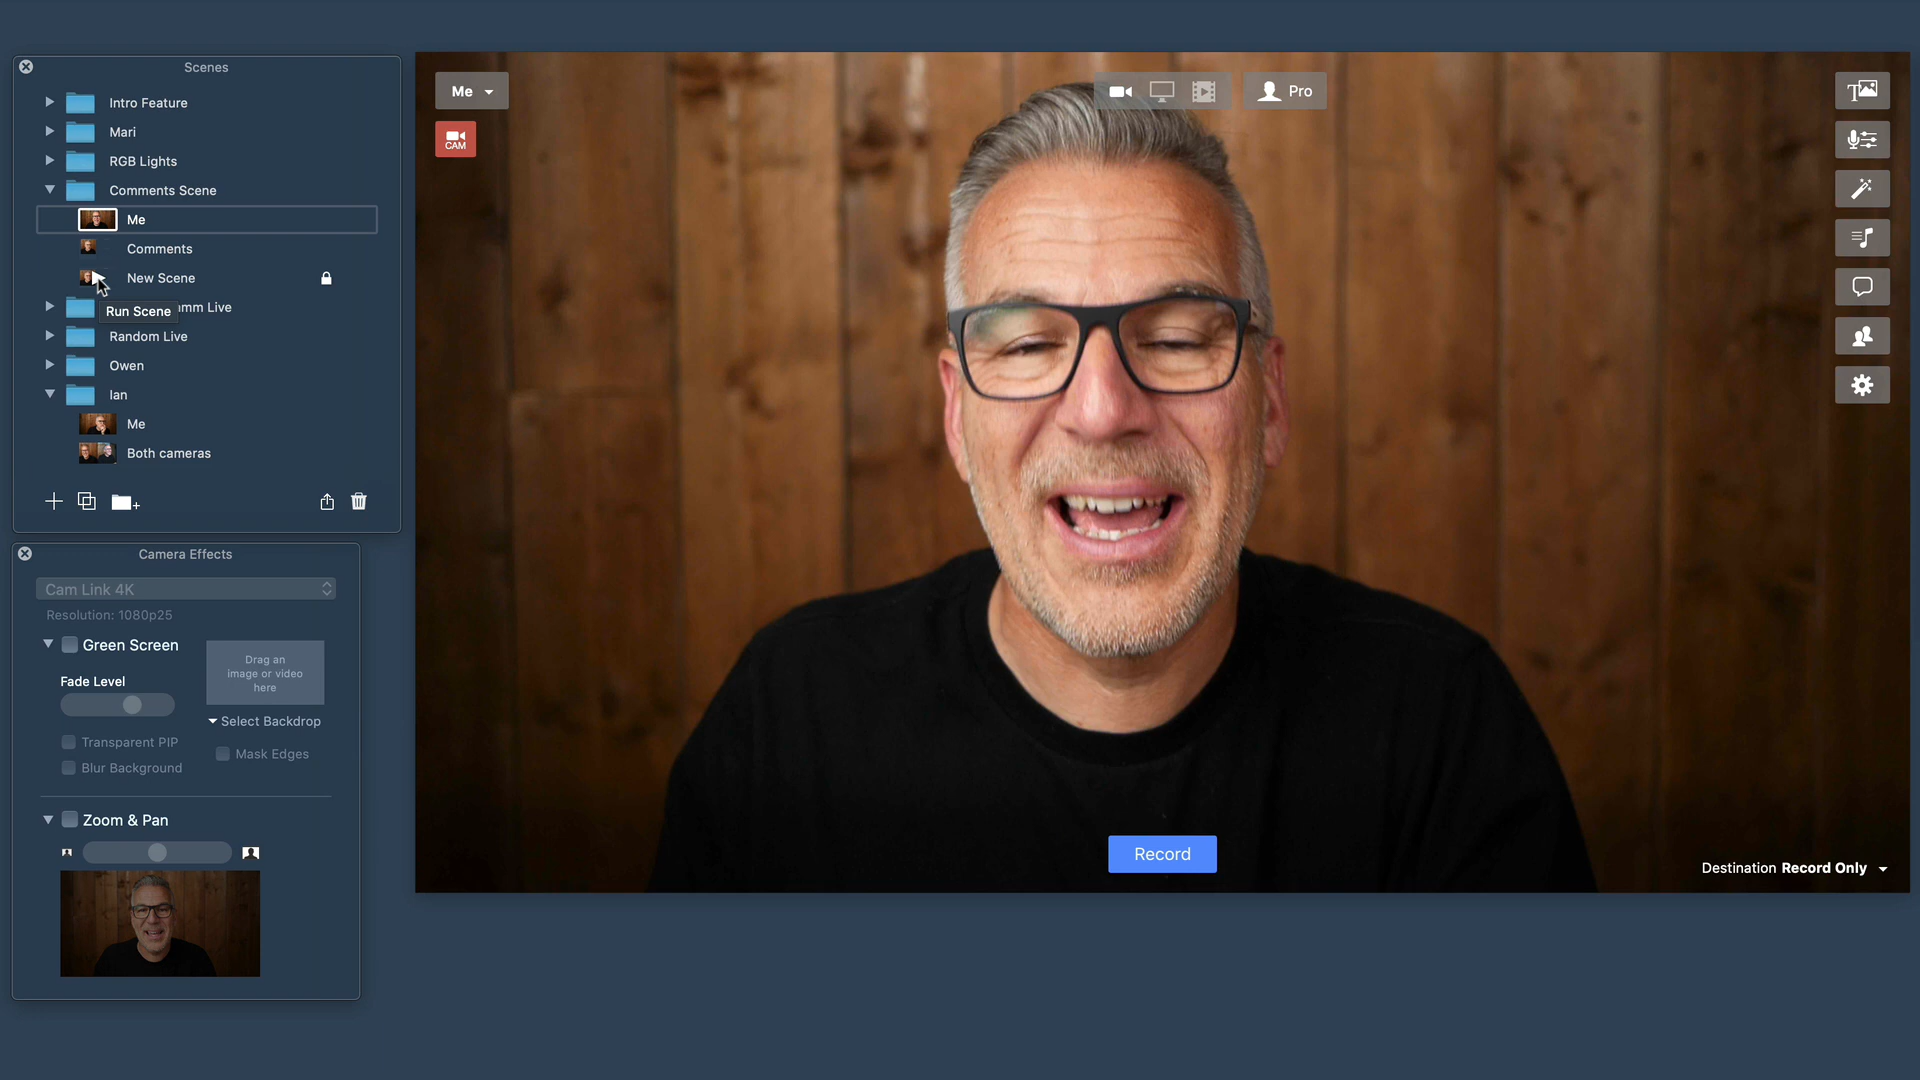 Scenes
Intro Feature
Mari
RGB Lights
Comments Scene
Me
Comments
New Scene
Run Scene
mm Live
Random Live
Owen
Ian
Me
Both cameras
Camera Effects
Cam Link 4K
Resolution: 1080p25
Green Screen
Drag an
image or video
here
Fade Level
Select Backdrop
Transparent PIP
Mask Edges
Blur Background
Zoom & Pan
Me
CAM
Pro
T
Record
Destination Record Only